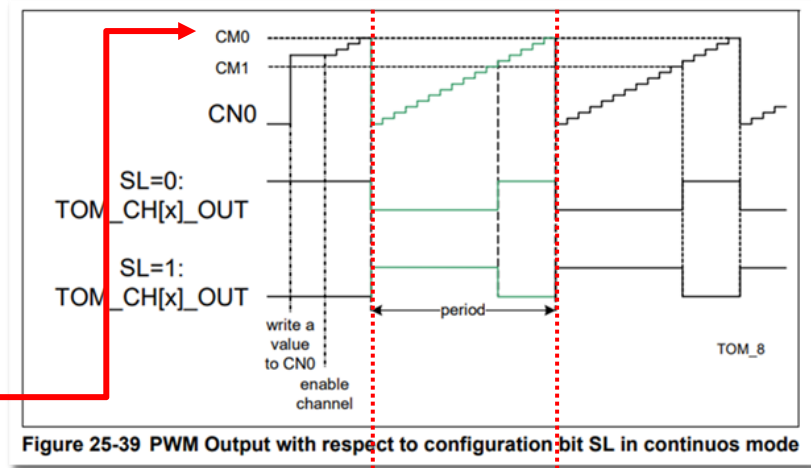 CM0
CM1
CN0
SL=0:
TOM_CH[x]_OUT
SL=1:
TOM_CH[x]_OUT
period
write a
value
to CN0
enable
channel
TOM_8
Figure 25-39 PWM Output with respect to configuration bit SL in continuos mode